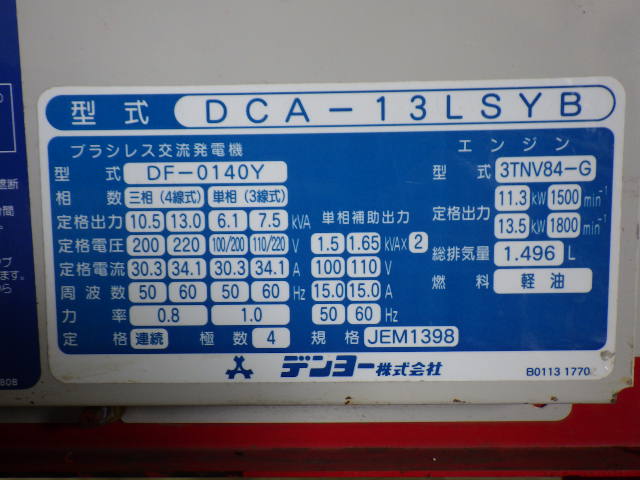 型式 DCA-13LSYB
ブラシレス交流発電機
型式 DF-0140Y
相数 三相(4線式) 単相(3線式)
定格出力 10.5 13.0 6.1 7.5 kVA
定格電圧 200 220 100/200 110/220 V
定格電流 30.3 34.1 30.3 34.1 A
周波数 50 60 50 60 Hz
力率 0.8 1.0
定格 連続 極数 4 規格 JEM1398
単相補助出力
1.5 1.65 kVA×2
100 110 V
15.0 15.0 A
50 60 Hz
エンジン
型式 3TNV84-G
定格出力 11.3 kW 1500 min⁻¹
13.5 kW 1800 min⁻¹
総排気量 1.496 L
燃料 軽油
デンヨー株式会社
B0113 1770
遮断
時間
ます。
80B